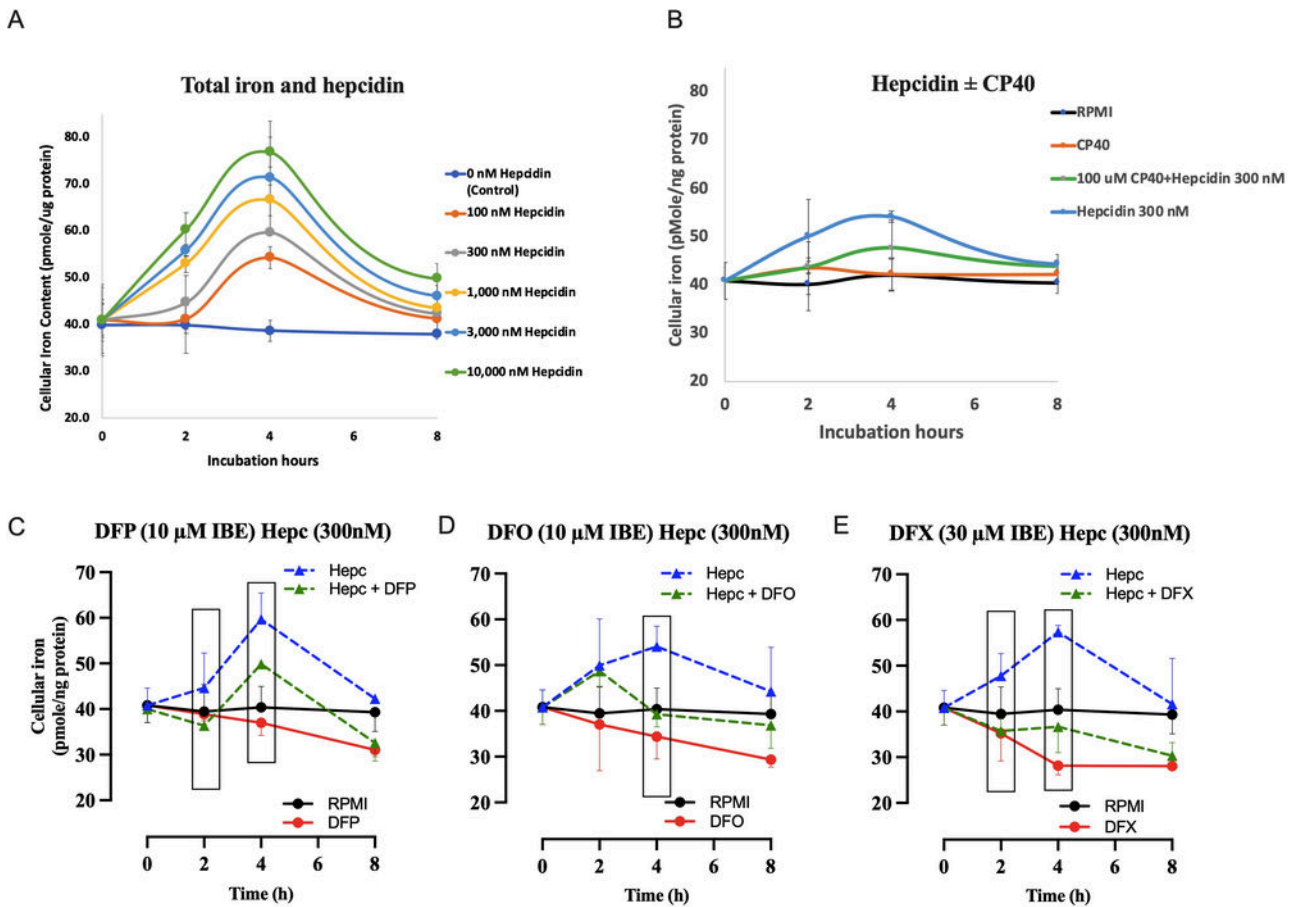 A
Total iron and hepcidin
Cellular Iron Content (pmole/ug protein)
80.0
70.0
60.0
50.0
40.0
30.0
20.0
0 2 4 6 8
Incubation hours
0 nM Hepcidin
(Control)
100 nM Hepcidin
300 nM Hepcidin
1,000 nM Hepcidin
3,000 nM Hepcidin
10,000 nM Hepcidin
B
Hepcidin ± CP40
Cellular iron (pMole/ng protein)
80
70
60
50
40
30
20
0 2 4 6 8
Incubation hours
RPMI
CP40
100 uM CP40+Hepcidin 300 nM
Hepcidin 300 nM
C
DFP (10 µM IBE) Hepc (300nM)
Hepc
Hepc + DFP
Cellular iron
(pmole/ng protein)
70
60
50
40
30
20
RPMI
DFP
0 2 4 6 8
Time (h)
D
DFO (10 µM IBE) Hepc (300nM)
Hepc
Hepc + DFO
70
60
50
40
30
20
RPMI
DFO
0 2 4 6 8
Time (h)
E
DFX (30 µM IBE) Hepc (300nM)
Hepc
Hepc + DFX
70
60
50
40
30
20
RPMI
DFX
0 2 4 6 8
Time (h)